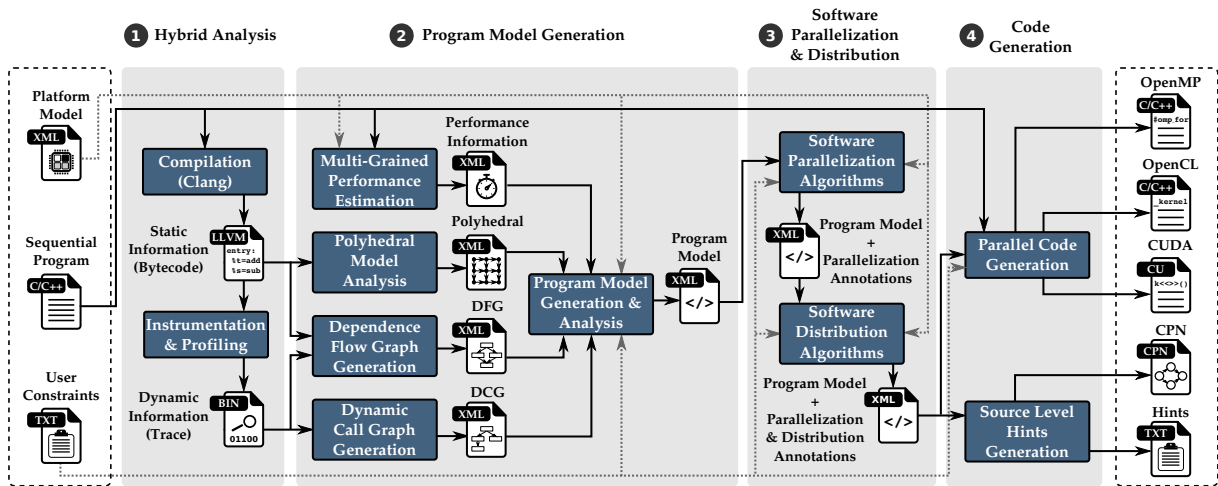 1 Hybrid Analysis
2 Program Model Generation
3 Software
Parallelization
& Distribution
4 Code
Generation
Platform
Model
XML
Sequential
Program
C/C++
User
Constraints
TXT
Compilation
(Clang)
Static
Information
(Bytecode)
LLVM
entry:
%t=add
%s=sub
Instrumentation
& Profiling
Dynamic
Information
(Trace)
BIN
01100
Multi-Grained
Performance
Estimation
Performance
Information
XML
Polyhedral
Model
Analysis
Polyhedral
XML
Dependence
Flow Graph
Generation
DFG
XML
Dynamic
Call Graph
Generation
DCG
XML
Program Model
Generation &
Analysis
Program
Model
XML
</>
Software
Parallelization
Algorithms
XML
</>
Program Model
+
Parallelization
Annotations
Software
Distribution
Algorithms
Program Model
+
Parallelization
& Distribution
Annotations
XML
</>
Parallel Code
Generation
Source Level
Hints
Generation
OpenMP
C/C++
#omp_for
OpenCL
C/C++
_kernel
CUDA
CU
k<<>>()
CPN
CPN
Hints
TXT